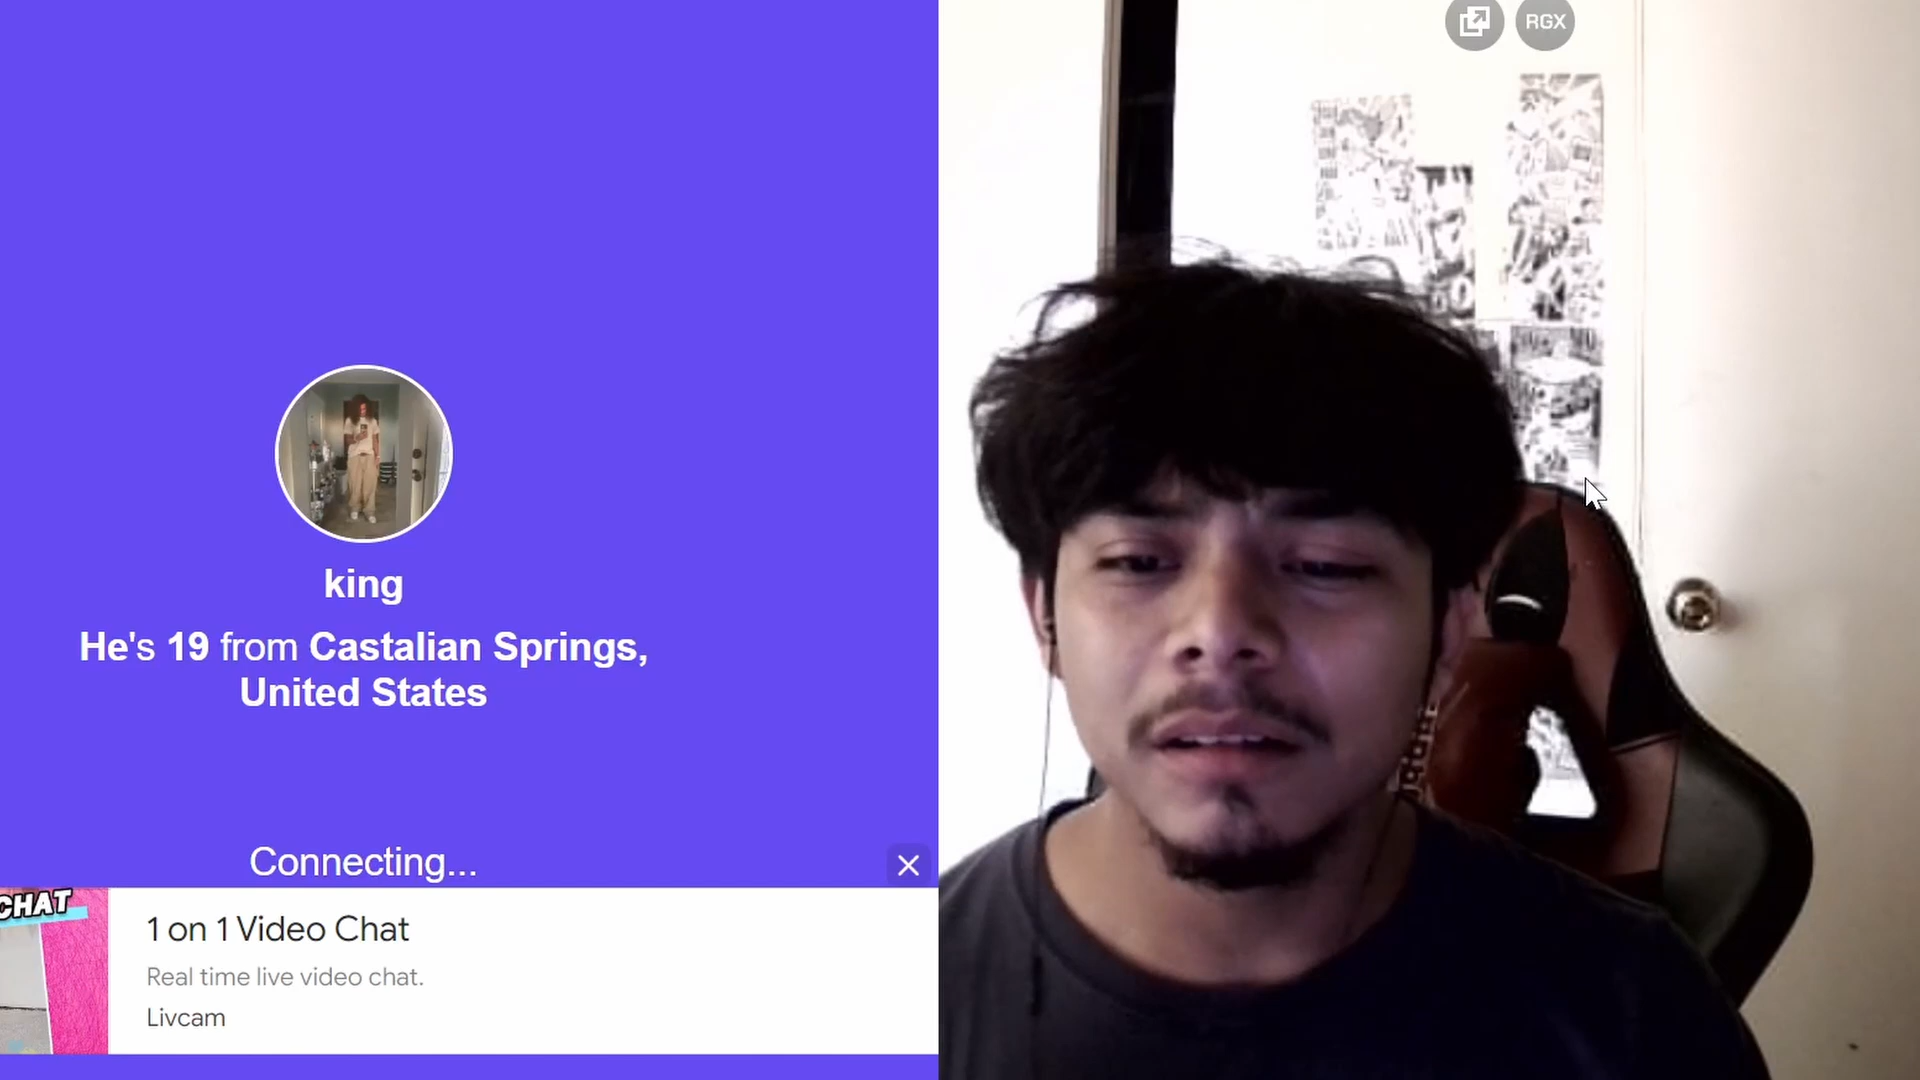 RGX
king
He's 19 from Castalian Springs,
United States
Connecting...
CHAT
1 on 1 Video Chat
Real time live video chat.
Livcam